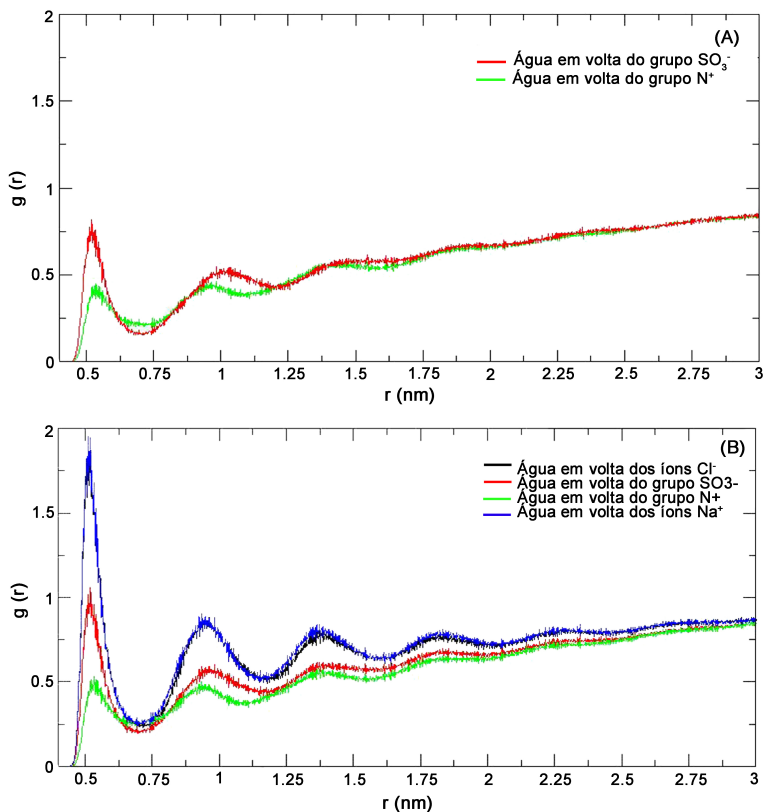 (A)
Água em volta do grupo SO₃⁻
Água em volta do grupo N⁺
2
1.5
1
0.5
0
g (r)
0.5 0.75 1 1.25 1.5 1.75 2 2.25 2.5 2.75 3
r (nm)
(B)
Água em volta dos íons Cl⁻
Água em volta do grupo SO3-
Água em volta do grupo N+
Água em volta dos íons Na⁺
2
1.5
1
0.5
0
g (r)
0.5 0.75 1 1.25 1.5 1.75 2 2.25 2.5 2.75 3
r (nm)